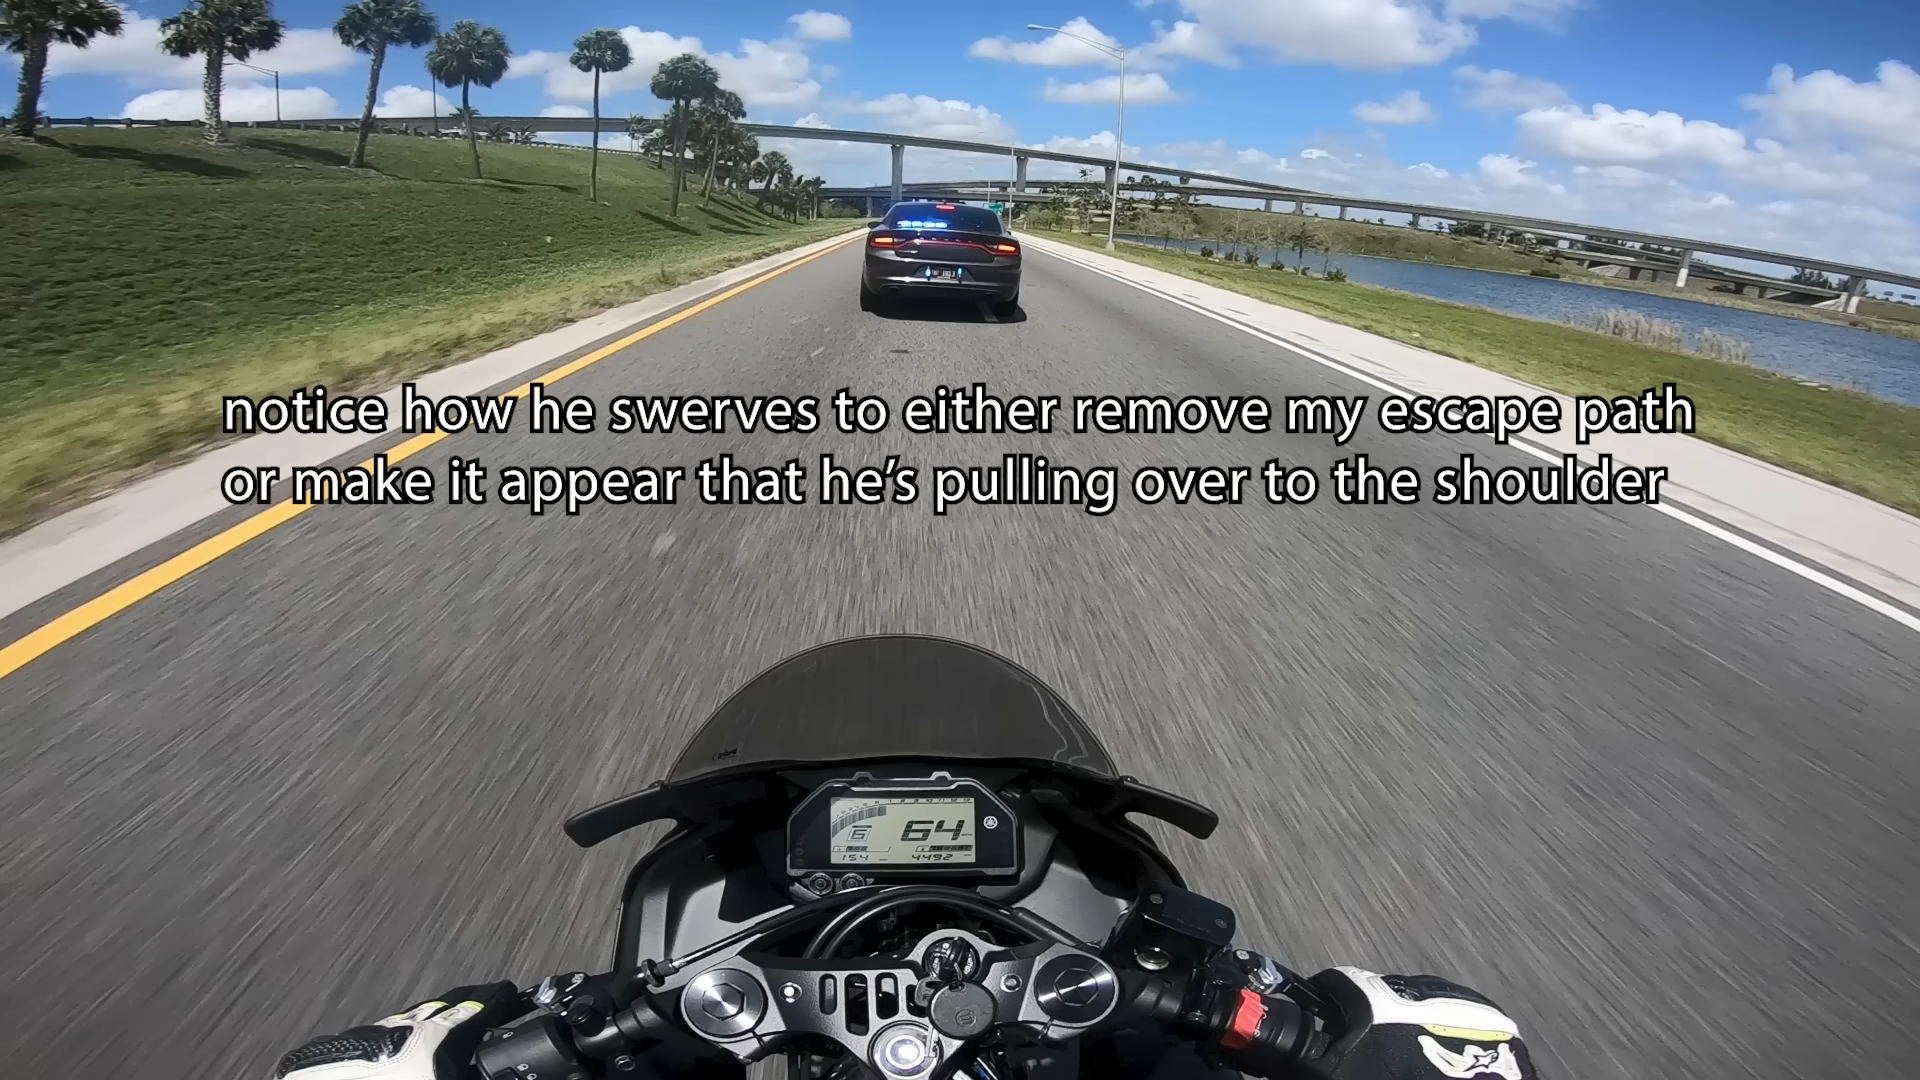 notice how he swerves to either remove my escape path
or make it appear that he's pulling over to the shoulder
6
64
154
4492